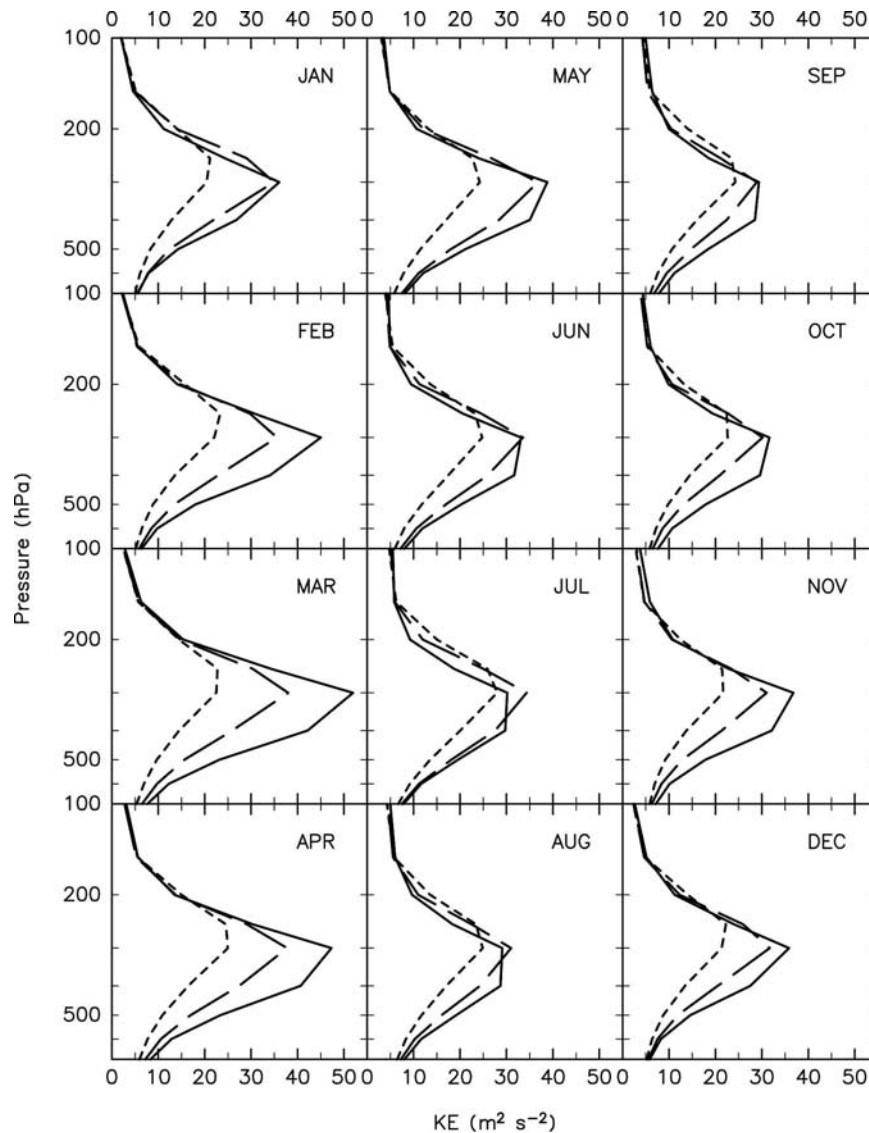 0 10 20 30 40 50 0 10 20 30 40 50 0 10 20 30 40 50
100 JAN MAY SEP
200
500
100 FEB JUN OCT
200
500
100 MAR JUL NOV
200
500
100 APR AUG DEC
200
500
0 10 20 30 40 50 0 10 20 30 40 50 0 10 20 30 40 50
Pressure (hPa)
KE (m² s⁻²)